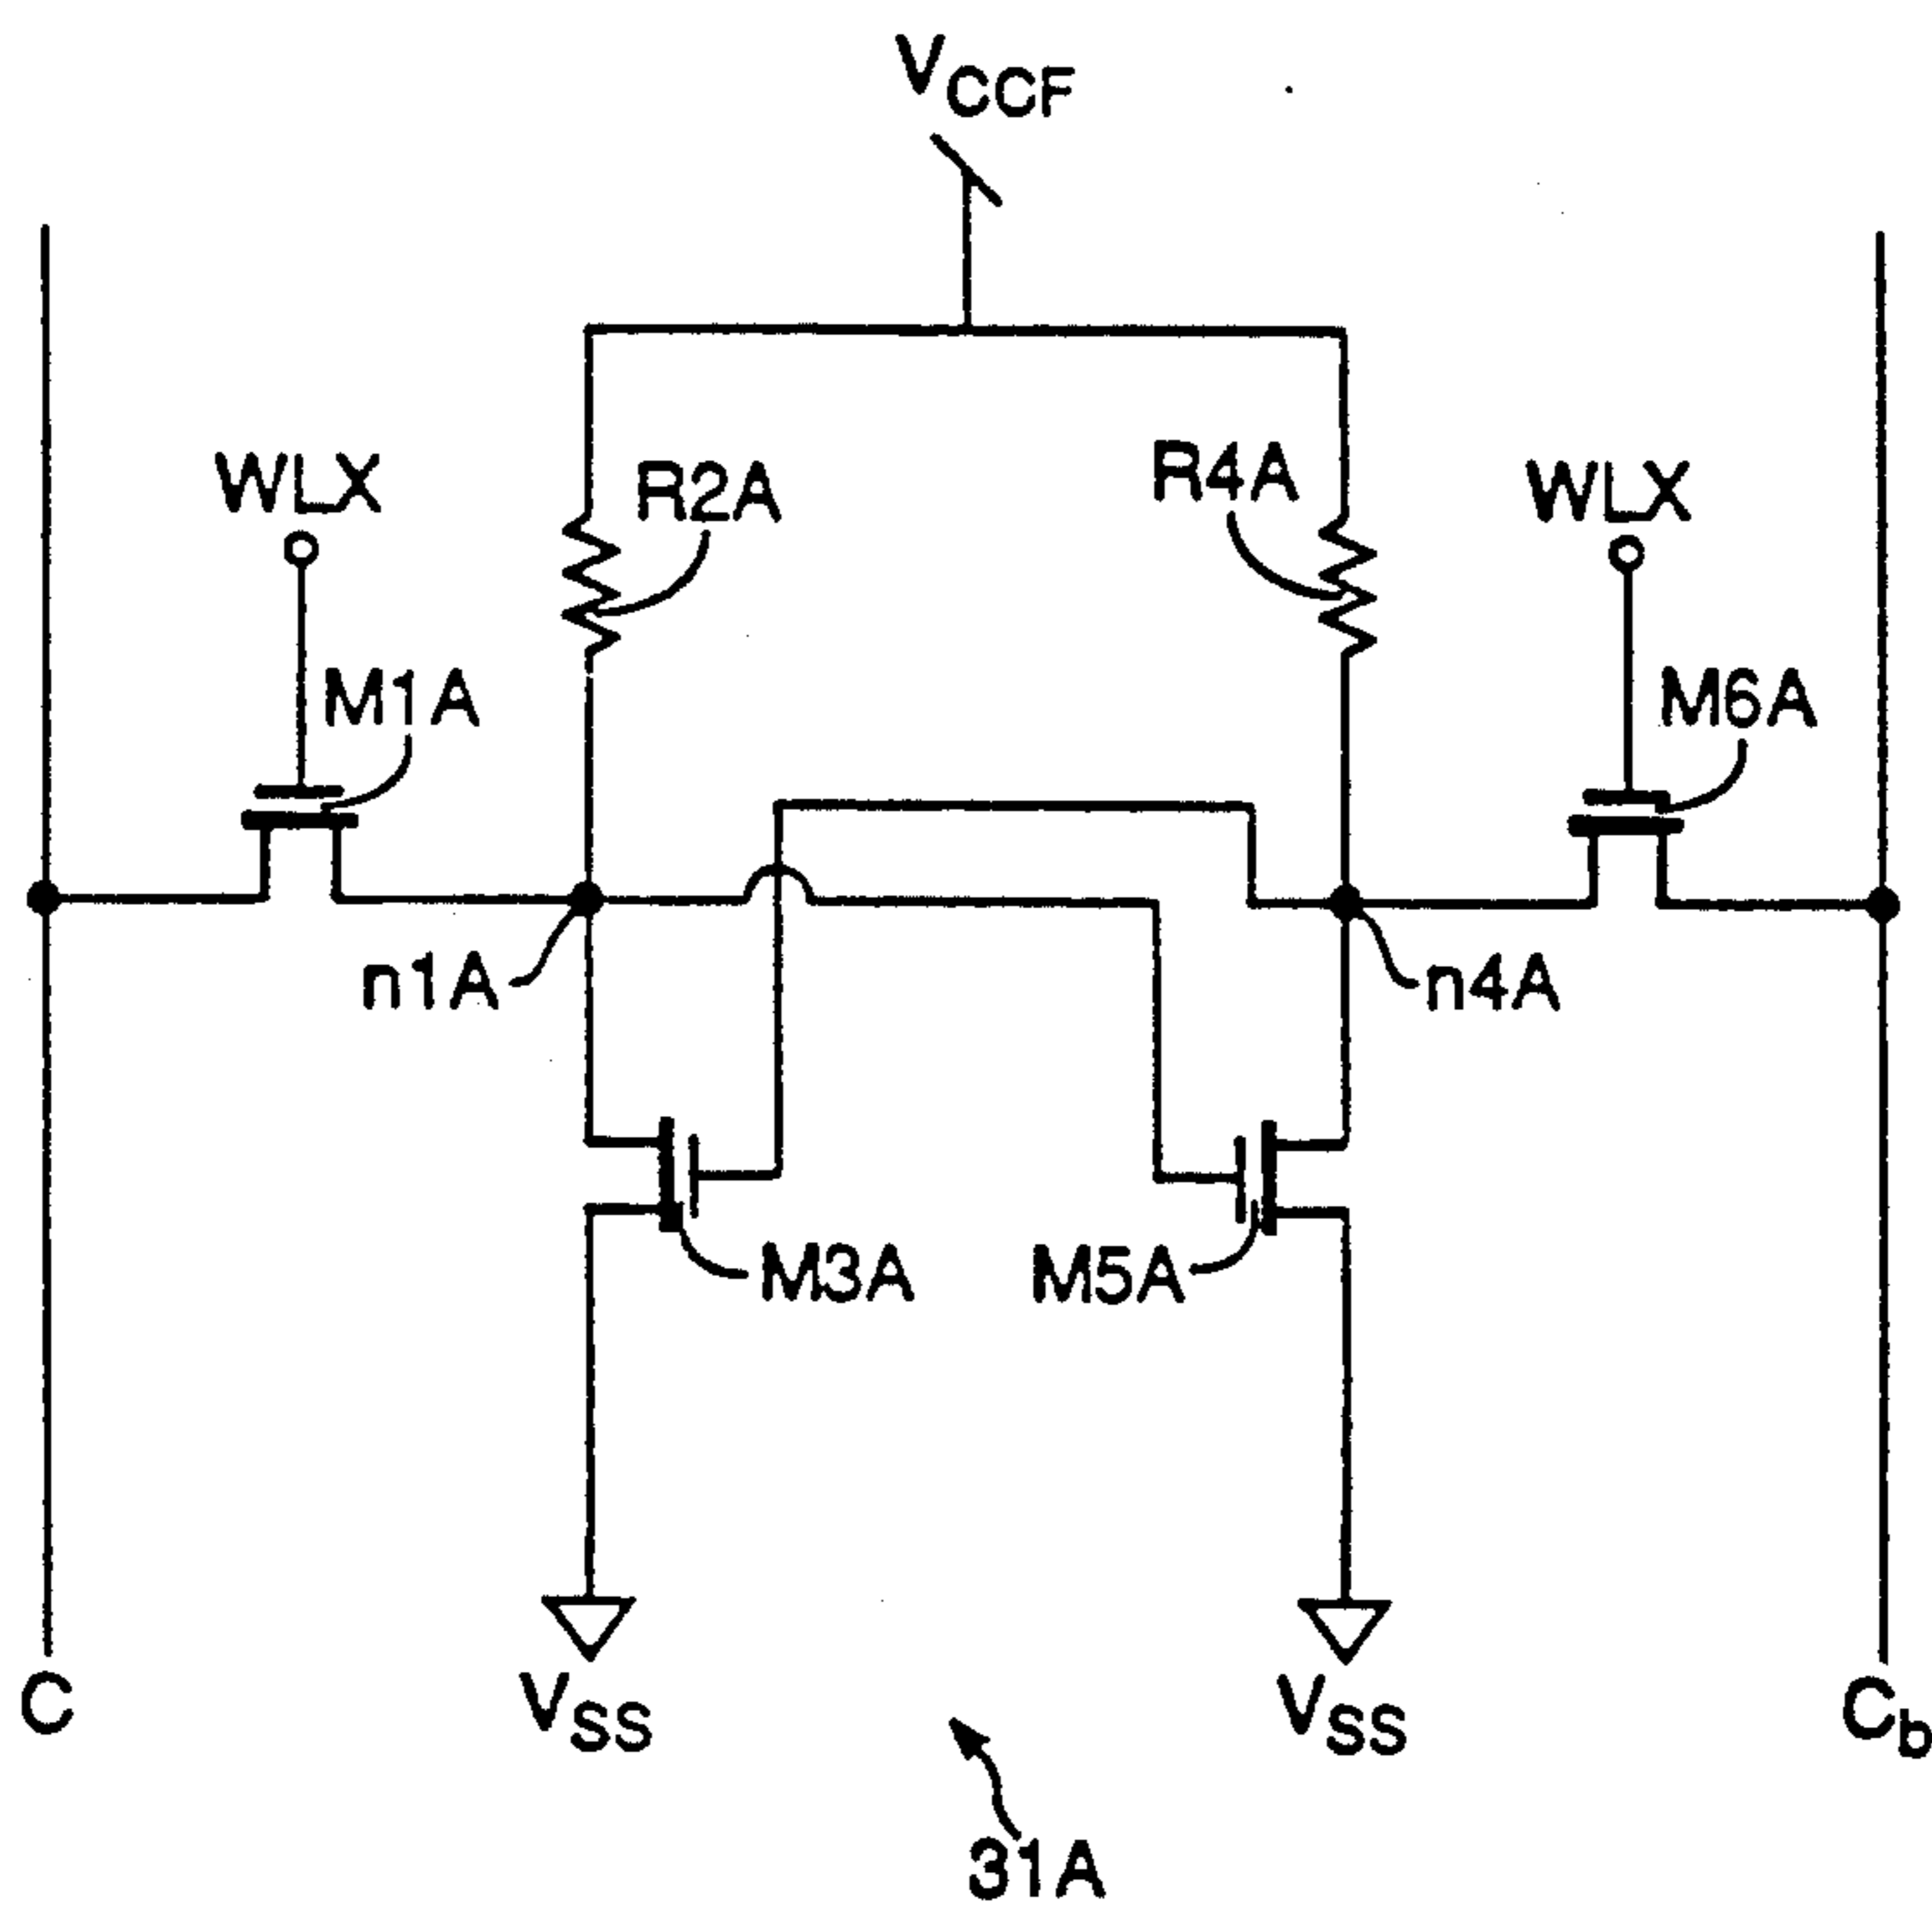 VCCF
WLX
R2A
R4A
WLX
M1A
M6A
n1A
n4A
M3A
M5A
C
VSS
VSS
Cb
31A